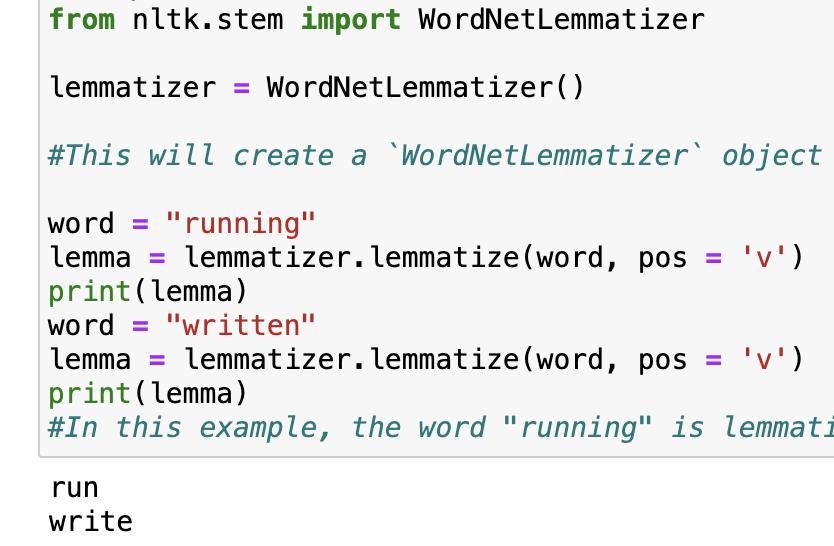 from nltk.stem import WordNetLemmatizer
lemmatizer = WordNetLemmatizer()
#This will create a `WordNetLemmatizer` object
word = "running"
lemma = lemmatizer.lemmatize(word, pos = 'v')
print(lemma)
word = "written"
lemma = lemmatizer.lemmatize(word, pos = 'v')
print(lemma)
#In this example, the word "running" is lemmati
run
write